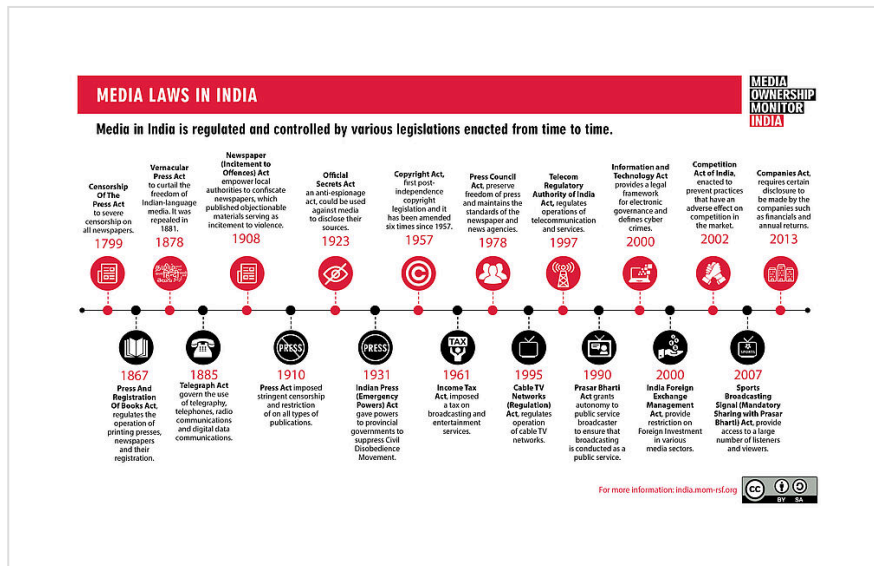 MEDIA LAWS IN INDIA
MEDIA
OWNERSHIP
MONITOR
INDIA
Media in India is regulated and controlled by various legislations enacted from time to time.
Censorship
Of The
Press Act
to severe
censorship on
all newspapers.
1799
Vernacular
Press Act
to curtail the
freedom of
Indian-language
media. It was
repealed in
1881.
1878
Newspaper
(Incitement to
Offences) Act
empower local
authorities to confiscate
newspapers, which
published objectionable
materials serving as
incitement to violence.
1908
Official
Secrets Act
an anti-espionage
act, could be used
against media
to disclose their
sources.
1923
Copyright Act,
first post-
independence
copyright
legislation and it
has been amended
six times since 1957.
1957
Press Council
Act, preserve
freedom of press
and maintains the
standards of the
newspaper and
news agencies.
1978
Telecom
Regulatory
Authority of India
Act, regulates
operations of
telecommunication
and services.
1997
Information and
Technology Act
provides a legal
framework
for electronic
governance and
defines cyber
crimes.
2000
Competition
Act of India,
enacted to
prevent practices
that have an
adverse effect on
competition in
the market.
2002
Companies Act,
requires certain
disclosure to
be made by the
companies such
as financials and
annual returns.
2013
1867
Press And
Registration
Of Books Act,
regulates the
operation of
printing presses,
newspapers
and their
registration.
1885
Telegraph Act
govern the use
of telegraphy,
telephones, radio
communications
and digital data
communications.
PRESS
1910
Press Act imposed
stringent censorship
and restriction
of on all types of
publications.
PRESS
1931
Indian Press
(Emergency
Powers) Act
gave powers
to provincial
governments to
suppress Civil
Disobedience
Movement.
TAX
1961
Income Tax
Act, imposed
a tax on
broadcasting and
entertainment
services.
1995
Cable TV
Networks
(Regulation)
Act, regulates
operation
of cable TV
networks.
1990
Prasar Bharti
Act grants
autonomy to
public service
broadcaster
to ensure that
broadcasting
is conducted as a
public service.
2000
India Foreign
Exchange
Management
Act, provide
restriction on
Foreign Investment
in various
media sectors.
SPORTS
2007
Sports
Broadcasting
Signal (Mandatory
Sharing with Prasar
Bharti) Act, provide
access to a large
number of listeners
and viewers.
For more information: india.mom-rsf.org
CC
BY SA